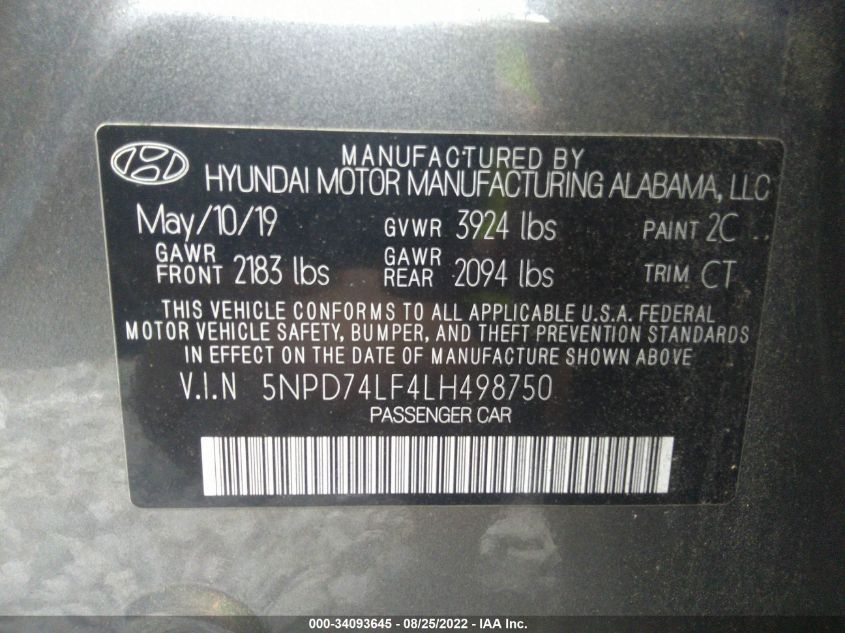 MANUFACTURED BY
HYUNDAI MOTOR MANUFACTURING ALABAMA, LLC
May/10/19 GVWR 3924 lbs PAINT 2C
GAWR FRONT 2183 lbs GAWR REAR 2094 lbs TRIM CT
THIS VEHICLE CONFORMS TO ALL APPLICABLE U.S.A. FEDERAL
MOTOR VEHICLE SAFETY, BUMPER, AND THEFT PREVENTION STANDARDS
IN EFFECT ON THE DATE OF MANUFACTURE SHOWN ABOVE.
V.I.N 5NPD74LF4LH498750
PASSENGER CAR
000-34093645 - 08/25/2022 - IAA Inc.